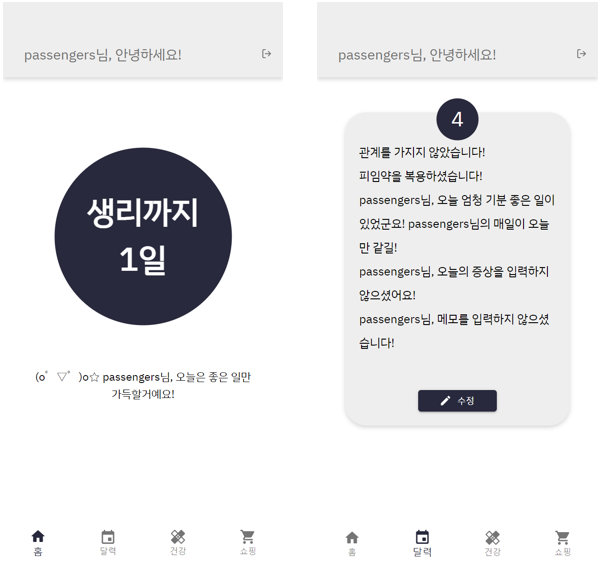 passengers님, 안녕하세요!
생리까지
1일
(o゜▽゜)o☆ passengers님, 오늘은 좋은 일만
가득할거예요!
홈
달력
건강
쇼핑
passengers님, 안녕하세요!
4
관계를 가지지 않았습니다!
피임약을 복용하셨습니다!
passengers님, 오늘 엄청 기분 좋은 일이
있었군요! passengers님의 매일이 오늘
만 같길!
passengers님, 오늘의 증상을 입력하지
않으셨어요!
passengers님, 메모를 입력하지 않으셨
습니다!
수정
홈
달력
건강
쇼핑